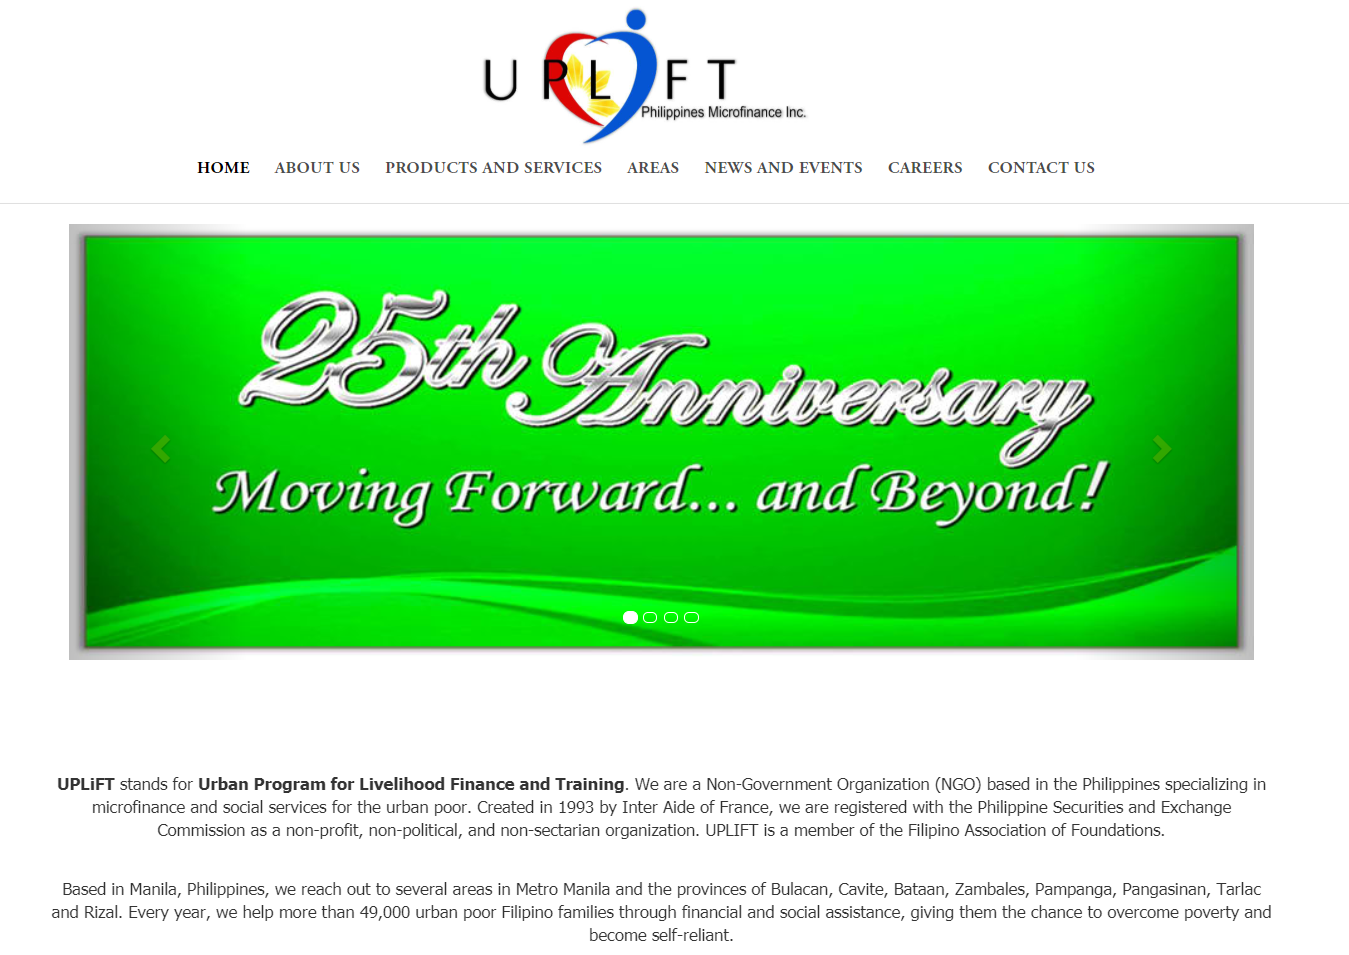 UPLIFT
Philippines Microfinance Inc.
HOME ABOUT US PRODUCTS AND SERVICES AREAS NEWS AND EVENTS CAREERS CONTACT US
25th Anniversary
Moving Forward... and Beyond!
UPLiFT stands for Urban Program for Livelihood Finance and Training. We are a Non-Government Organization (NGO) based in the Philippines specializing in
microfinance and social services for the urban poor. Created in 1993 by Inter Aide of France, we are registered with the Philippine Securities and Exchange
Commission as a non-profit, non-political, and non-sectarian organization. UPLIFT is a member of the Filipino Association of Foundations.
Based in Manila, Philippines, we reach out to several areas in Metro Manila and the provinces of Bulacan, Cavite, Bataan, Zambales, Pampanga, Pangasinan, Tarlac
and Rizal. Every year, we help more than 49,000 urban poor Filipino families through financial and social assistance, giving them the chance to overcome poverty and
become self-reliant.